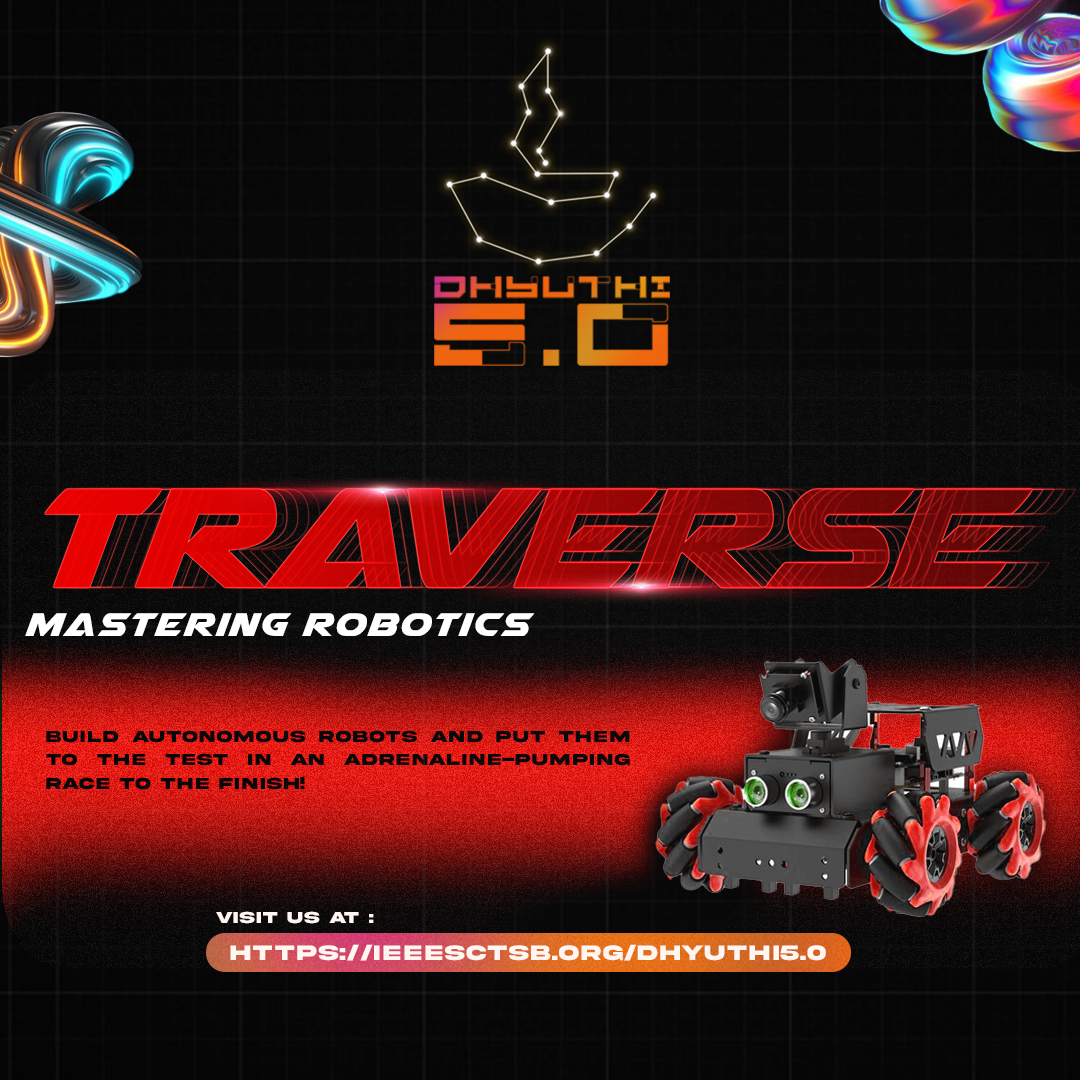 DHYUTHI
5.0
TRAVERSE
MASTERING ROBOTICS
BUILD AUTONOMOUS ROBOTS AND PUT THEM
TO THE TEST IN AN ADRENALINE-PUMPING
RACE TO THE FINISH!
VISIT US AT :
HTTPS://IEEESCTSB.ORG/DHYUTHI5.0